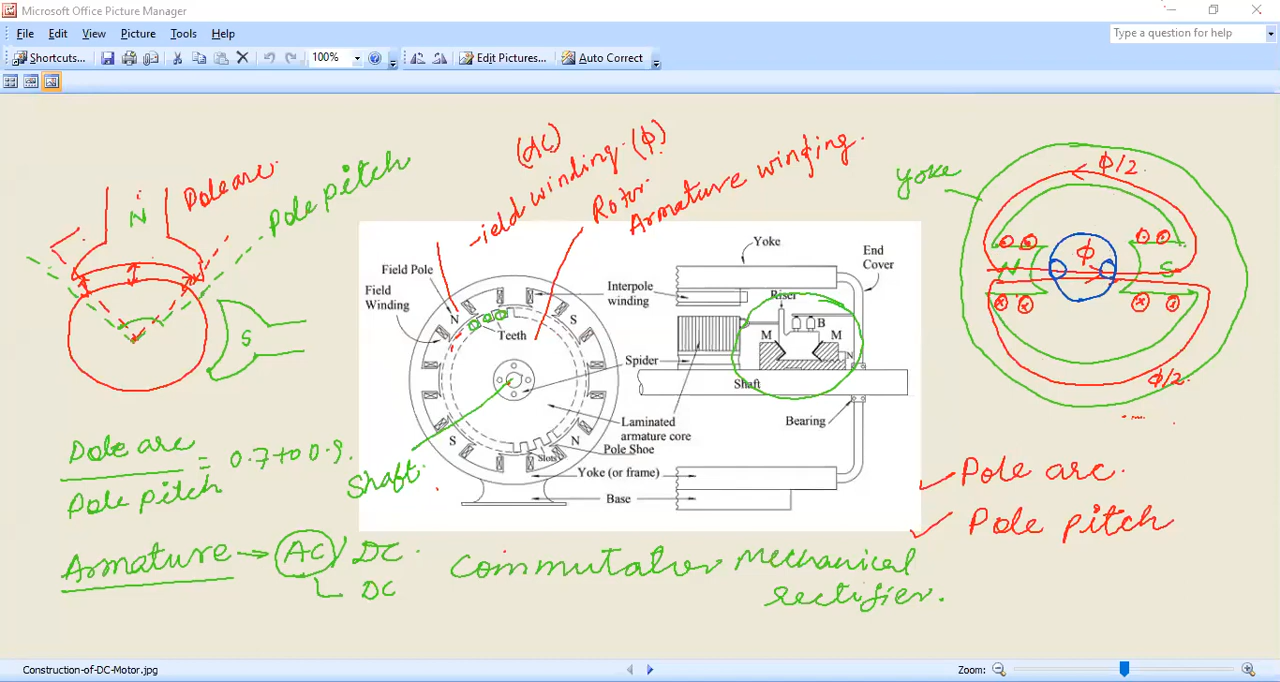 Microsoft Office Picture Manager
File Edit View Picture Tools Help
Type a question for help
Shortcuts... 100% Edit Pictures... Auto Correct
(AC)
ield winding. (φ)
Rotor
Armature winding.
Pole arc
Pole pitch
N
S
Pole arc
Pole pitch
= 0.7 to 0.9.
Armature → AC/DC.
DC
Shaft
Field Pole
Field
Winding
N
S
Teeth
S
N
Slots
Interpole
winding
Spider
Laminated
armature core
Pole Shoe
Yoke (or frame)
Base
Yoke
End
Cover
Riser
B
M
M
N
Shaft
Bearing
Yoke
φ/2
φ
N
S
φ/2.
Pole arc.
Pole pitch
Commutator Mechanical
rectifier.
Construction-of-DC-Motor.jpg
Zoom: